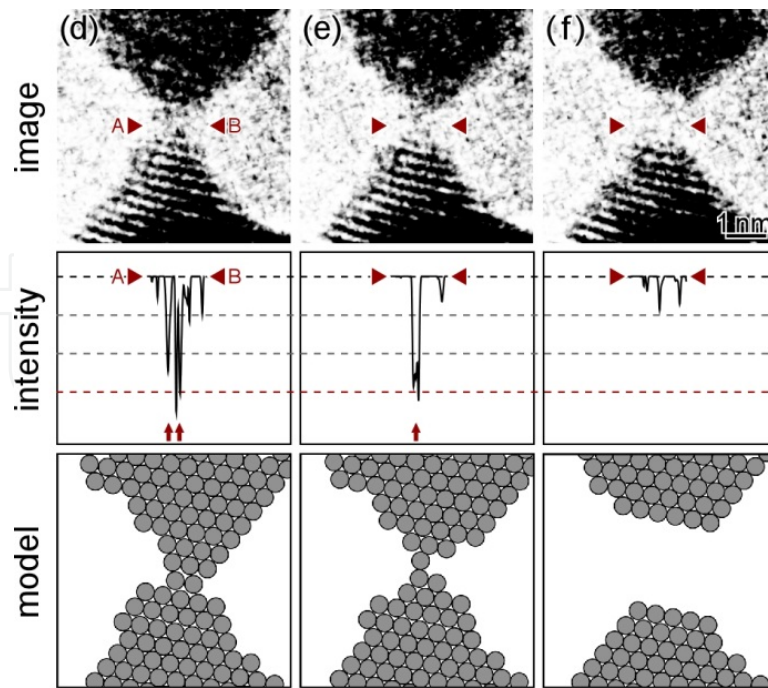 (d) (e) (f)
image
A B
1 nm
intensity
A B
model